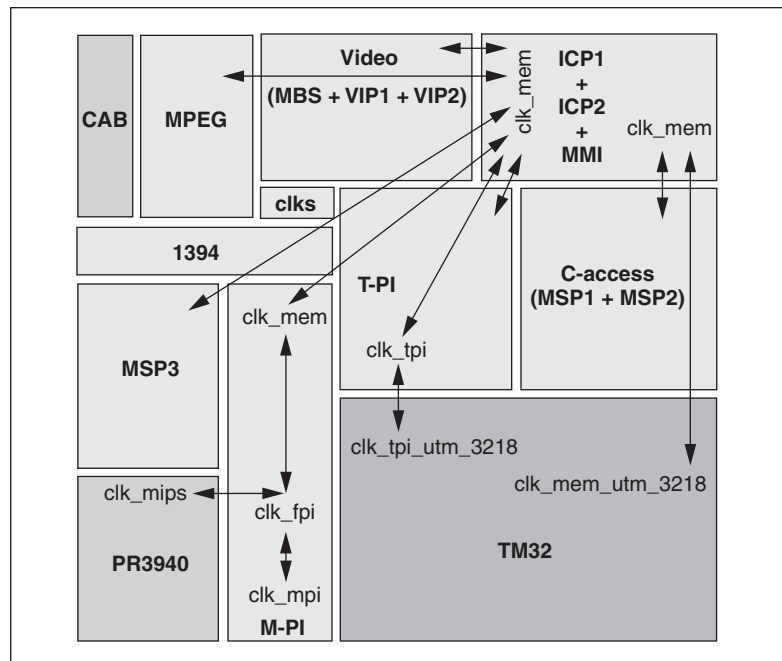 CAB
MPEG
Video
(MBS + VIP1 + VIP2)
clk_mem
ICP1
+
ICP2
+
MMI
clk_mem
clks
1394
T-PI
clk_tpi
C-access
(MSP1 + MSP2)
MSP3
clk_mem
clk_fpi
clk_mpi
M-PI
clk_mips
PR3940
clk_tpi_utm_3218
clk_mem_utm_3218
TM32